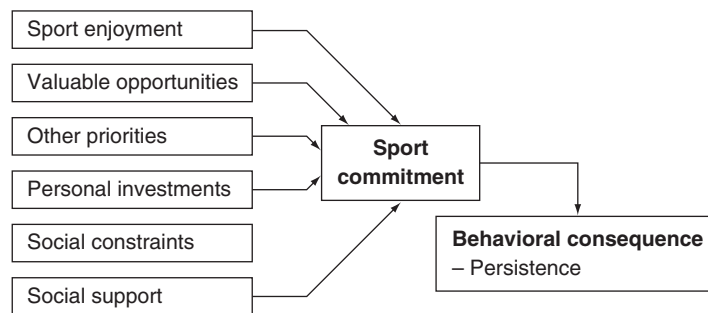 Sport enjoyment
Valuable opportunities
Other priorities
Personal investments
Social constraints
Social support
Sport
commitment
Behavioral consequence
– Persistence